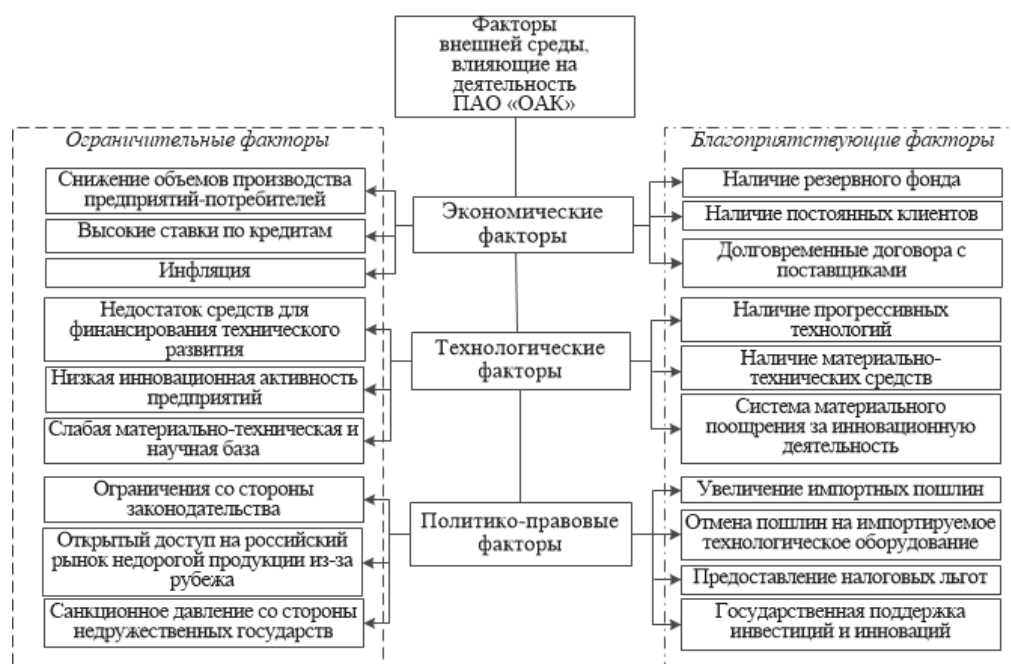 Факторы
внешней среды,
влияющие на
деятельность
ПАО «ОАК»
Ограничительные факторы
Снижение объемов производства
предприятий-потребителей
Высокие ставки по кредитам
Инфляция
Недостаток средств для
финансирования технического
развития
Низкая инновационная активность
предприятий
Слабая материально-техническая и
научная база
Ограничения со стороны
законодательства
Открытый доступ на российский
рынок недорогой продукции из-за
рубежа
Санкционное давление со стороны
недружественных государств
Экономические
факторы
Технологические
факторы
Политико-правовые
факторы
Благоприятствующие факторы
Наличие резервного фонда
Наличие постоянных клиентов
Долговременные договора с
поставщиками
Наличие прогрессивных
технологий
Наличие материально-
технических средств
Система материального
поощрения за инновационную
деятельность
Увеличение импортных пошлин
Отмена пошлин на импортируемое
технологическое оборудование
Предоставление налоговых льгот
Государственная поддержка
инвестиций и инноваций